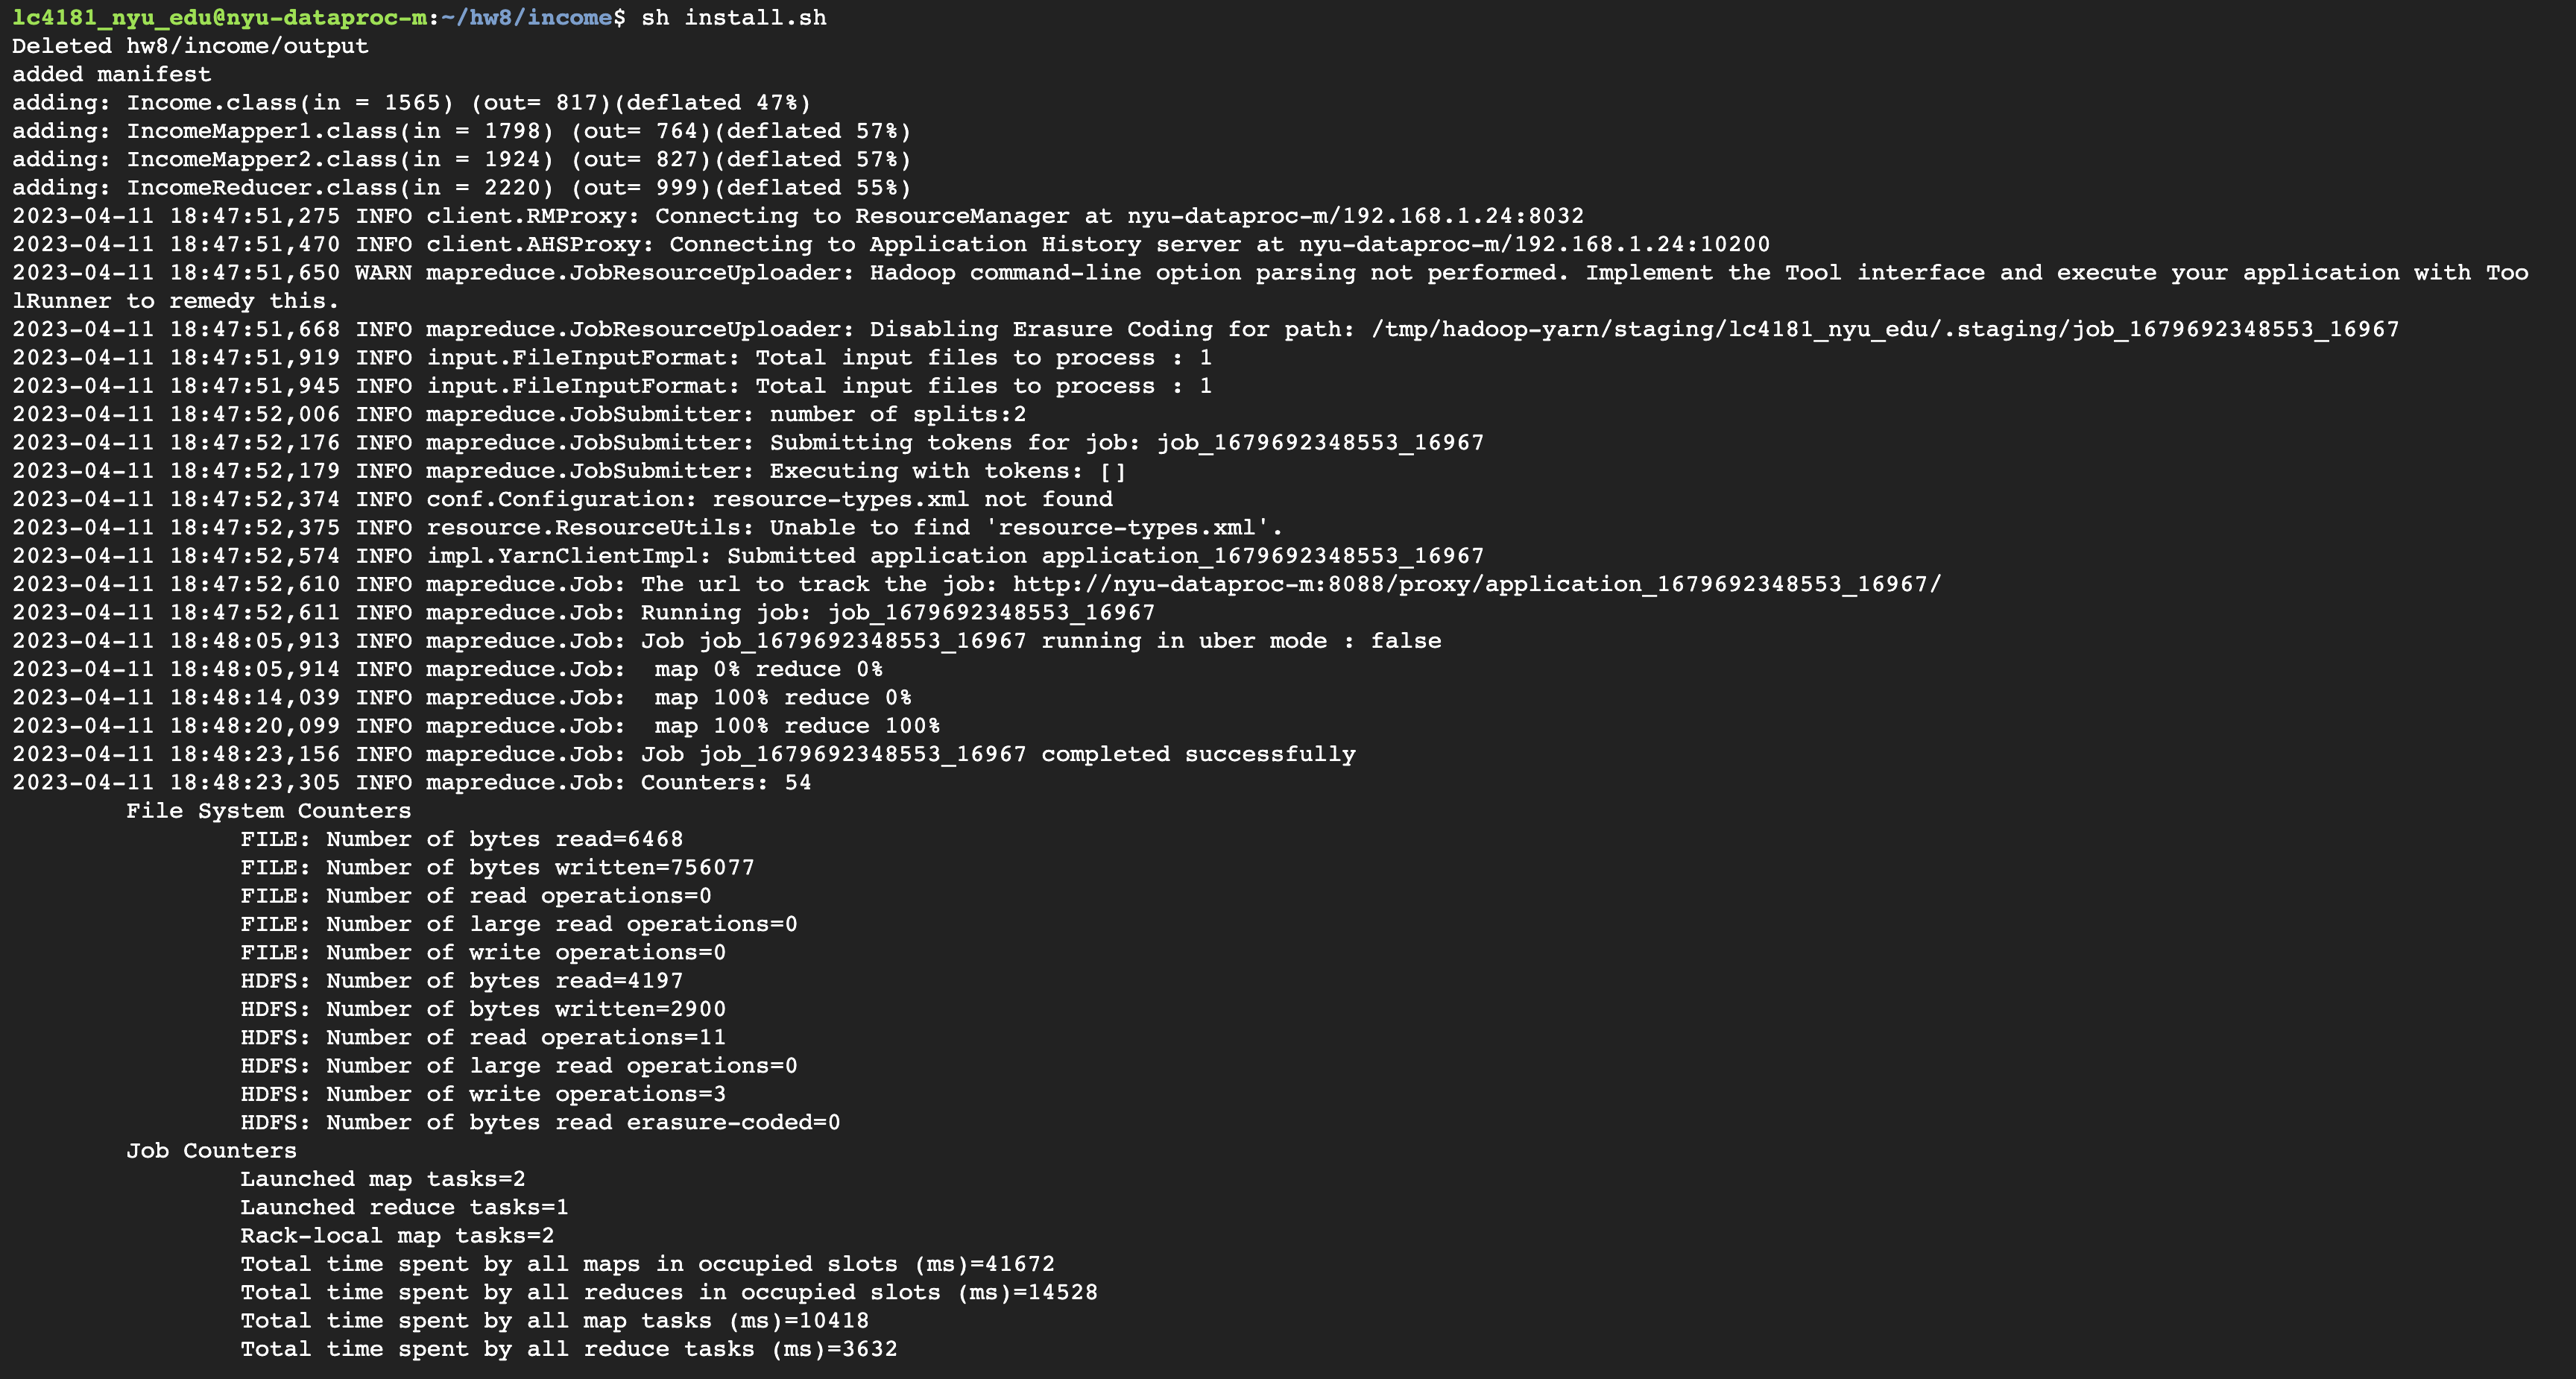 lc4181_nyu_edu@nyu-dataproc-m:~/hw8/income$ sh install.sh
Deleted hw8/income/output
added manifest
adding: Income.class(in = 1565) (out= 817)(deflated 47%)
adding: IncomeMapper1.class(in = 1798) (out= 764)(deflated 57%)
adding: IncomeMapper2.class(in = 1924) (out= 827)(deflated 57%)
adding: IncomeReducer.class(in = 2220) (out= 999)(deflated 55%)
2023-04-11 18:47:51,275 INFO client.RMProxy: Connecting to ResourceManager at nyu-dataproc-m/192.168.1.24:8032
2023-04-11 18:47:51,470 INFO client.AHSProxy: Connecting to Application History server at nyu-dataproc-m/192.168.1.24:10200
2023-04-11 18:47:51,650 WARN mapreduce.JobResourceUploader: Hadoop command-line option parsing not performed. Implement the Tool interface and execute your application with Too
lRunner to remedy this.
2023-04-11 18:47:51,668 INFO mapreduce.JobResourceUploader: Disabling Erasure Coding for path: /tmp/hadoop-yarn/staging/lc4181_nyu_edu/.staging/job_1679692348553_16967
2023-04-11 18:47:51,919 INFO input.FileInputFormat: Total input files to process : 1
2023-04-11 18:47:51,945 INFO input.FileInputFormat: Total input files to process : 1
2023-04-11 18:47:52,006 INFO mapreduce.JobSubmitter: number of splits:2
2023-04-11 18:47:52,176 INFO mapreduce.JobSubmitter: Submitting tokens for job: job_1679692348553_16967
2023-04-11 18:47:52,179 INFO mapreduce.JobSubmitter: Executing with tokens: []
2023-04-11 18:47:52,374 INFO conf.Configuration: resource-types.xml not found
2023-04-11 18:47:52,375 INFO resource.ResourceUtils: Unable to find 'resource-types.xml'.
2023-04-11 18:47:52,574 INFO impl.YarnClientImpl: Submitted application application_1679692348553_16967
2023-04-11 18:47:52,610 INFO mapreduce.Job: The url to track the job: http://nyu-dataproc-m:8088/proxy/application_1679692348553_16967/
2023-04-11 18:47:52,611 INFO mapreduce.Job: Running job: job_1679692348553_16967
2023-04-11 18:48:05,913 INFO mapreduce.Job: Job job_1679692348553_16967 running in uber mode : false
2023-04-11 18:48:05,914 INFO mapreduce.Job:  map 0% reduce 0%
2023-04-11 18:48:14,039 INFO mapreduce.Job:  map 100% reduce 0%
2023-04-11 18:48:20,099 INFO mapreduce.Job:  map 100% reduce 100%
2023-04-11 18:48:23,156 INFO mapreduce.Job: Job job_1679692348553_16967 completed successfully
2023-04-11 18:48:23,305 INFO mapreduce.Job: Counters: 54
File System Counters
FILE: Number of bytes read=6468
FILE: Number of bytes written=756077
FILE: Number of read operations=0
FILE: Number of large read operations=0
FILE: Number of write operations=0
HDFS: Number of bytes read=4197
HDFS: Number of bytes written=2900
HDFS: Number of read operations=11
HDFS: Number of large read operations=0
HDFS: Number of write operations=3
HDFS: Number of bytes read erasure-coded=0
Job Counters
Launched map tasks=2
Launched reduce tasks=1
Rack-local map tasks=2
Total time spent by all maps in occupied slots (ms)=41672
Total time spent by all reduces in occupied slots (ms)=14528
Total time spent by all map tasks (ms)=10418
Total time spent by all reduce tasks (ms)=3632